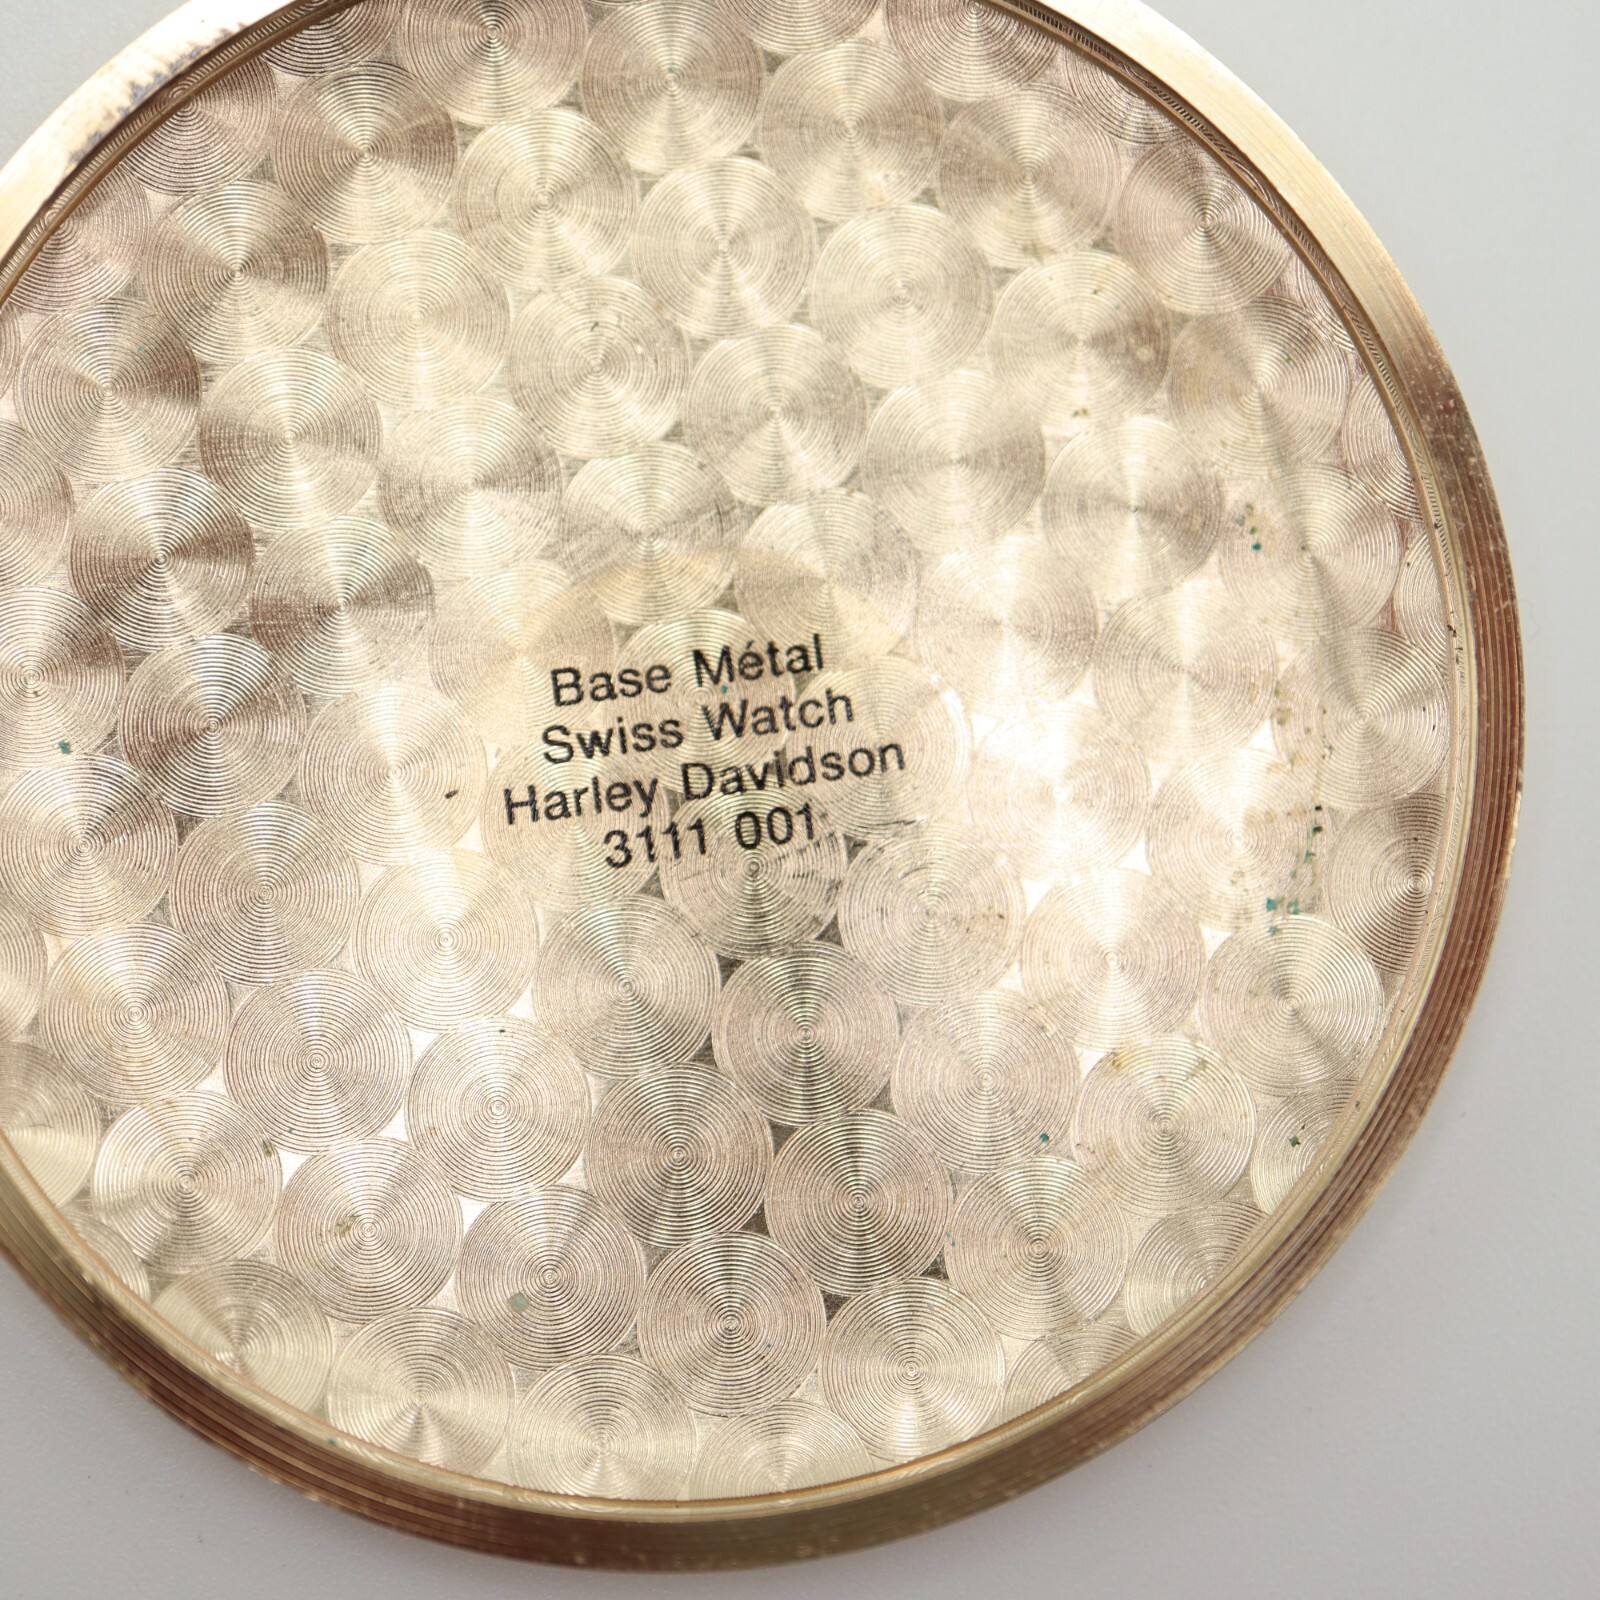 Base Métal
Swiss Watch
Harley Davidson
3111 001